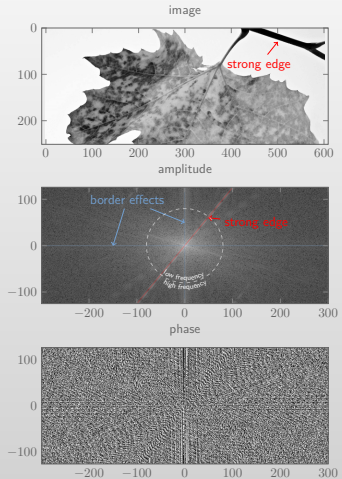 image
0
100
200
strong edge
0 100 200 300 400 500 600
amplitude
100
0
−100
border effects
strong edge
low frequency
high frequency
−200 −100 0 100 200 300
phase
100
0
−100
−200 −100 0 100 200 300